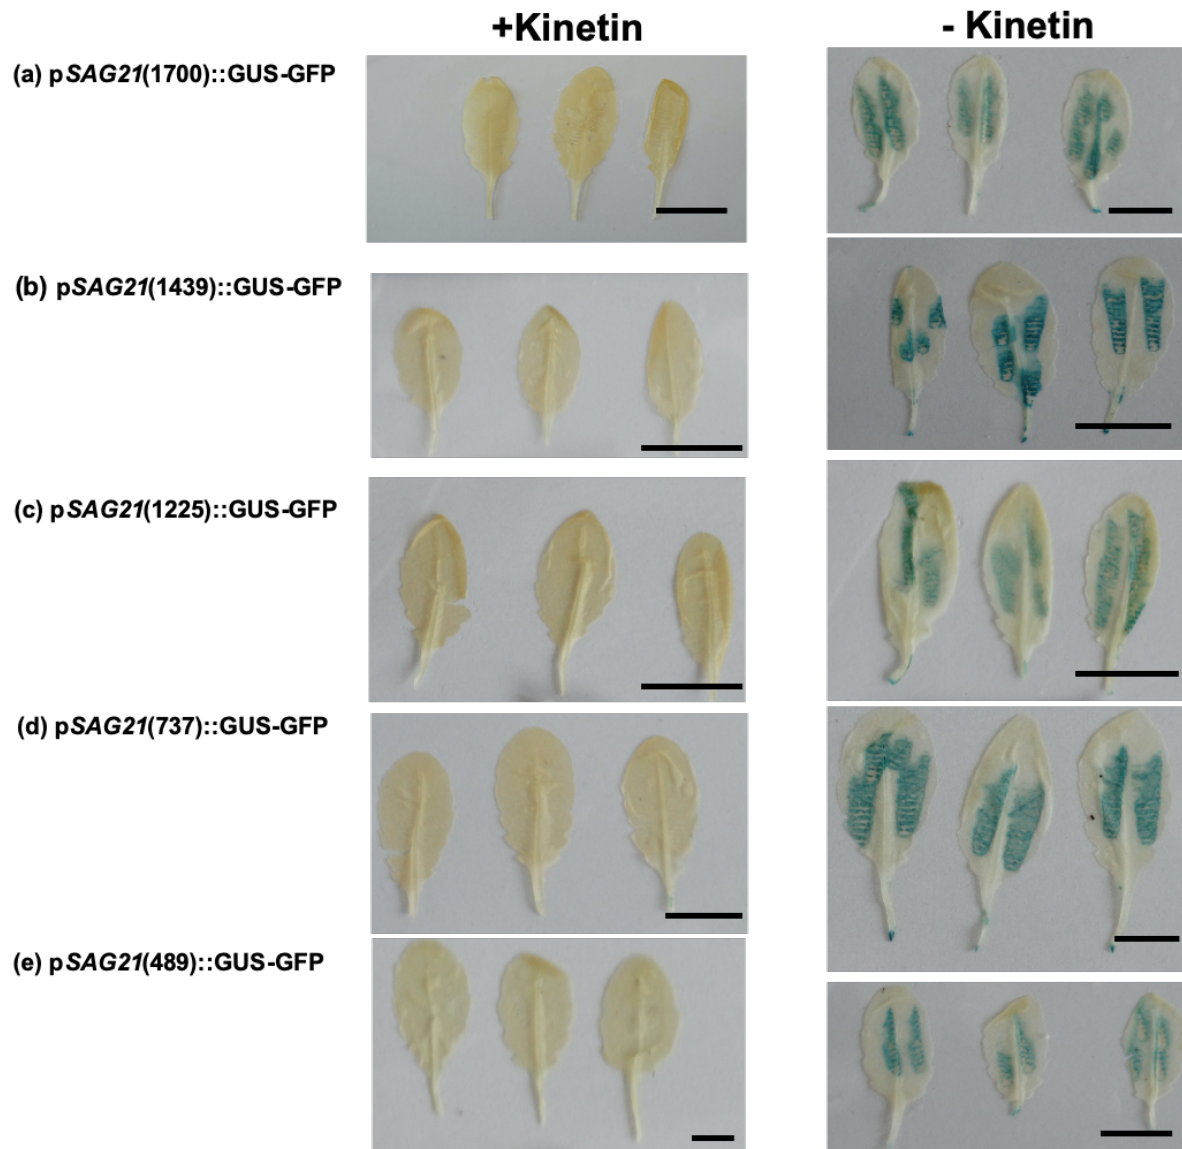 +Kinetin
- Kinetin
(a) pSAG21(1700)::GUS-GFP
(b) pSAG21(1439)::GUS-GFP
(c) pSAG21(1225)::GUS-GFP
(d) pSAG21(737)::GUS-GFP
(e) pSAG21(489)::GUS-GFP